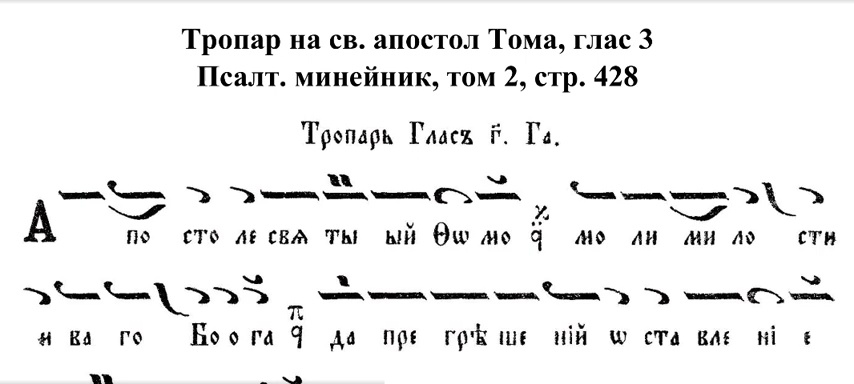 Тропар на св. апостол Тома, глас 3
Псалт. минейник, том 2, стр. 428
Тропарь Гласъ г҃. Га.
А по сто ле свѧ ты ый Ѳѡ мо мо ли ми ло сти
и ва го Бо о га да пре грѣ ше ній ѡ ста вле ні е